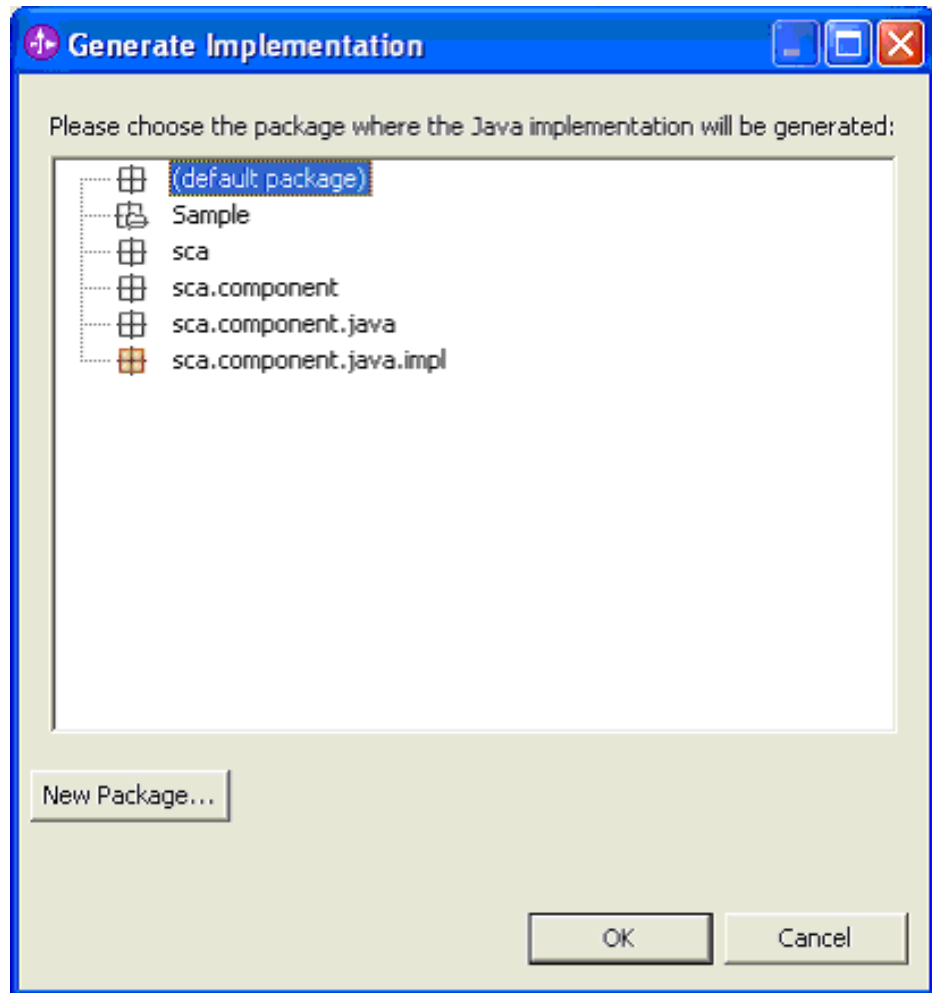 Generate Implementation
Please choose the package where the Java implementation will be generated:
(default package)
Sample
sca
sca.component
sca.component.java
sca.component.java.impl
New Package...
OK
Cancel